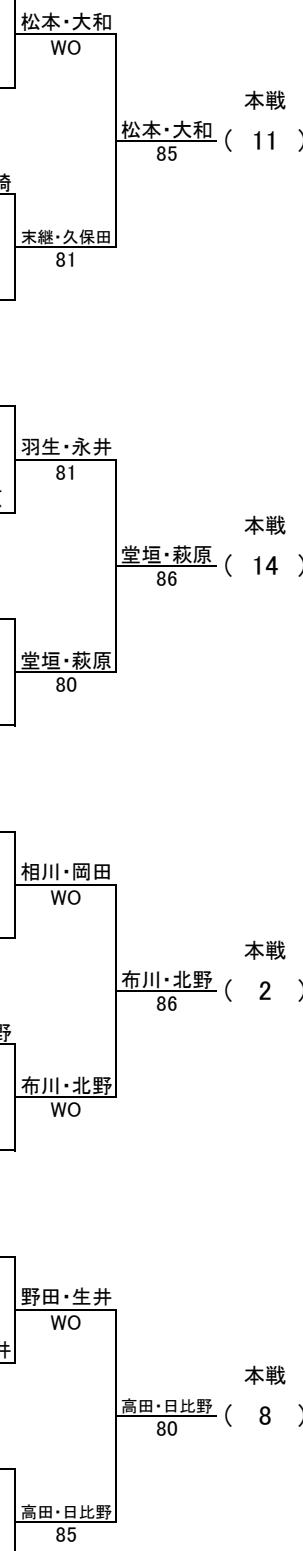 松本・大和
WO
本戦
松本・大和 ( 11 )
85
崎
末継・久保田
81
羽生・永井
81
本戦
堂垣・萩原 ( 14 )
86
堂垣・萩原
80
相川・岡田
WO
本戦
布川・北野 ( 2 )
86
野
布川・北野
WO
野田・生井
WO
井
本戦
高田・日比野 ( 8 )
80
高田・日比野
85